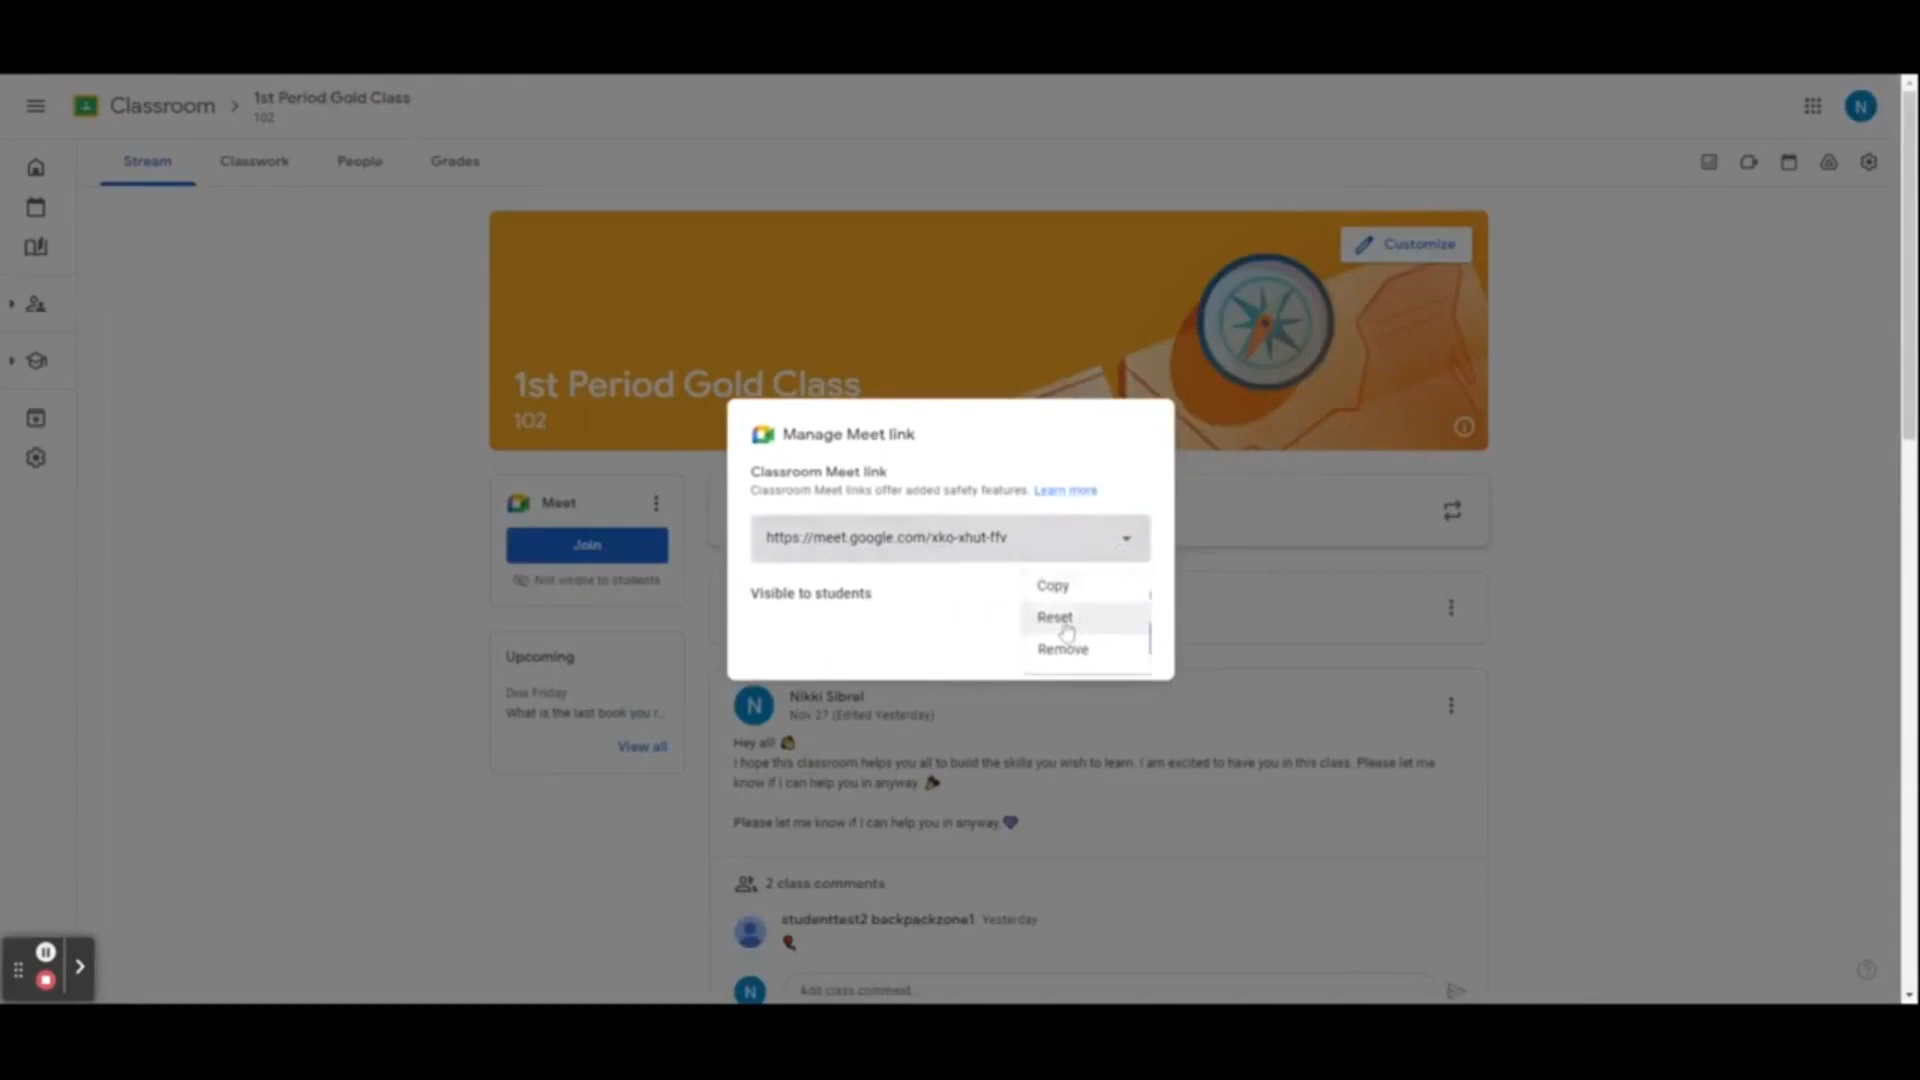 Classroom
1st Period Gold Class
102
N
Stream
Classwork
People
Grades
Customize
1st Period Gold Class
102
Manage Meet link
Classroom Meet link
Classroom Meet links offer added safety features. Learn more
https://meet.google.com/xko-xhut-ffv
Visible to students
Copy
Reset
Remove
Meet
Join
Not visible to students
Upcoming
Due Friday
What is the last book you r...
View all
N
Nikki Sibrel
Nov 27 (Edited Yesterday)
Hey all!
I hope this classroom helps you all to build the skills you wish to learn. I am excited to have you in this class. Please let me
know if I can help you in anyway.
Please let me know if I can help you in anyway.
2 class comments
studenttest2 backpackzone1 Yesterday
N
Add class comment...